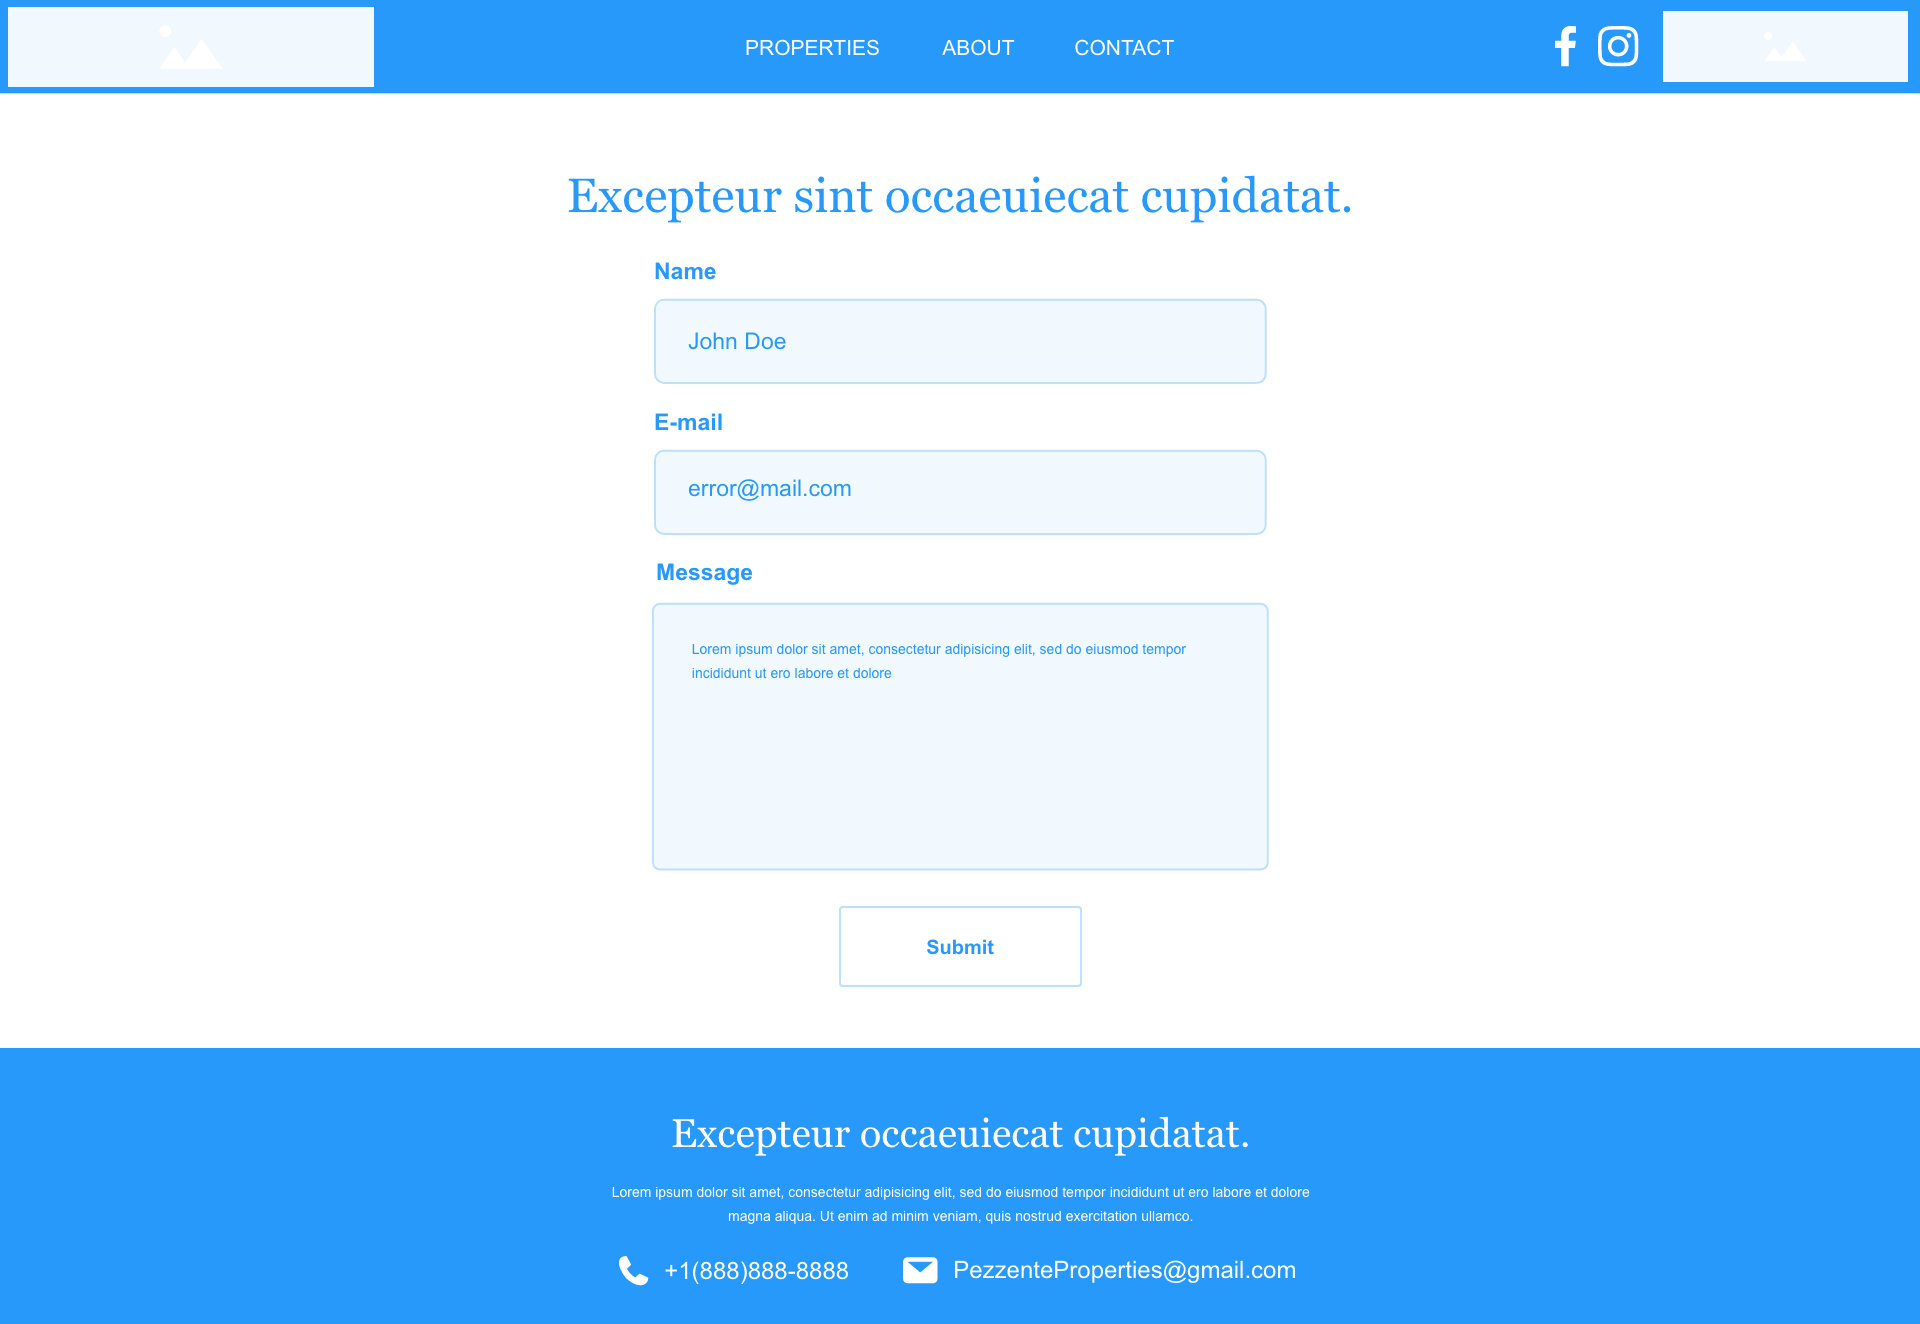 PROPERTIES ABOUT CONTACT
Excepteur sint occaeuiecat cupidatat.
Name
John Doe
E-mail
error@mail.com
Message
Lorem ipsum dolor sit amet, consectetur adipisicing elit, sed do eiusmod tempor
incididunt ut ero labore et dolore
Submit
Excepteur occaeuiecat cupidatat.
Lorem ipsum dolor sit amet, consectetur adipisicing elit, sed do eiusmod tempor incididunt ut ero labore et dolore
magna aliqua. Ut enim ad minim veniam, quis nostrud exercitation ullamco.
+1(888)888-8888 PezzenteProperties@gmail.com